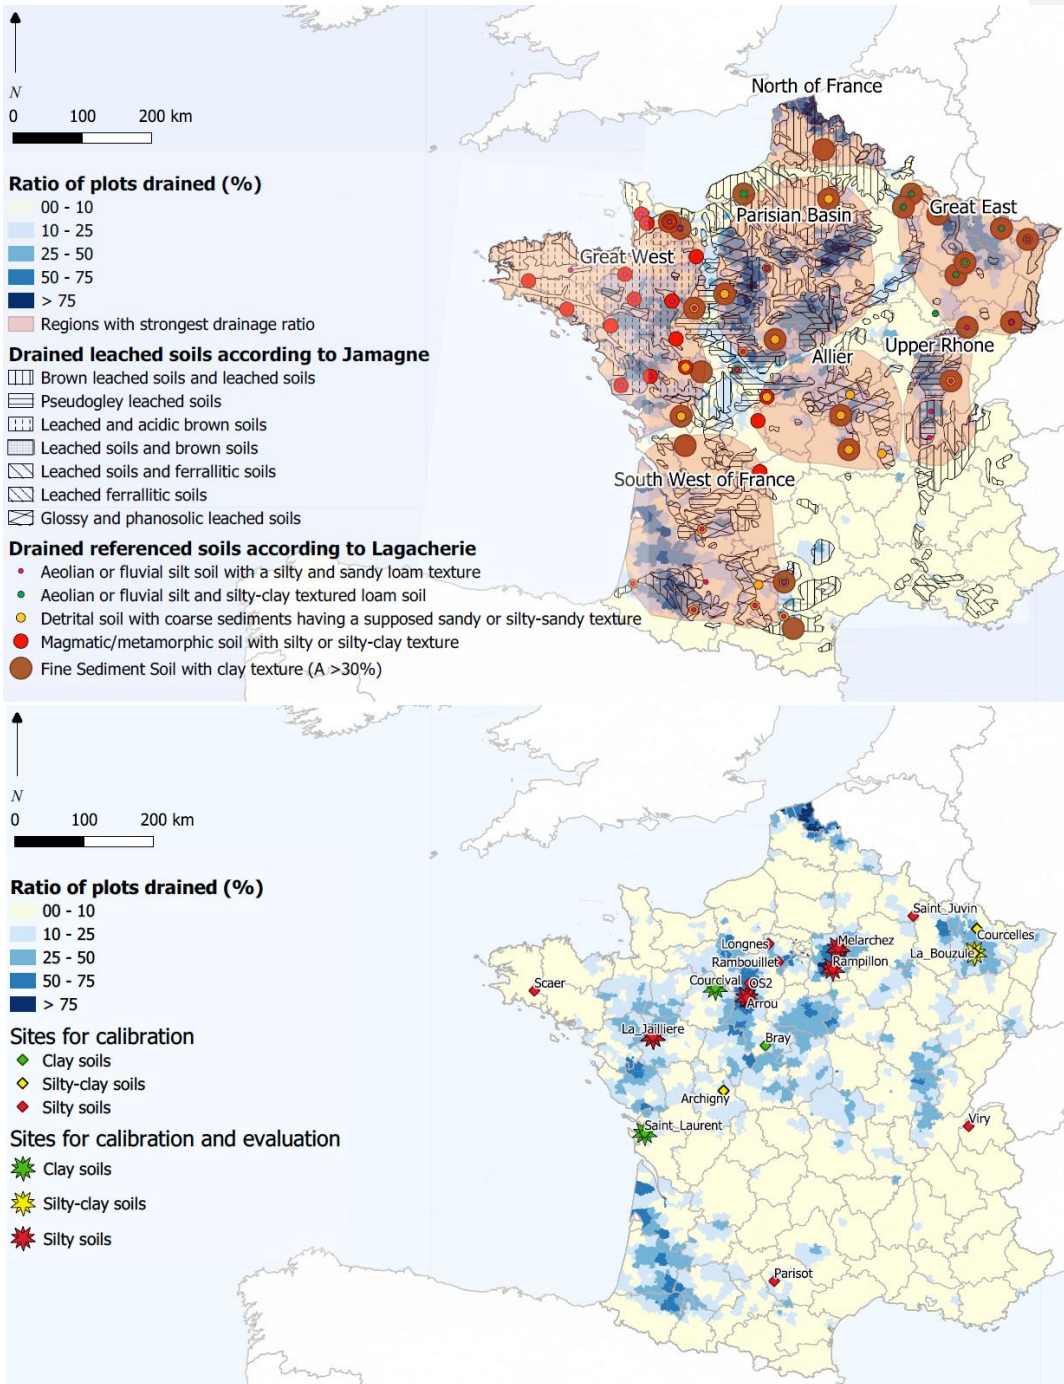 N
0 100 200 km
Ratio of plots drained (%)
00 - 10
10 - 25
25 - 50
50 - 75
> 75
Regions with strongest drainage ratio
Drained leached soils according to Jamagne
Brown leached soils and leached soils
Pseudogley leached soils
Leached and acidic brown soils
Leached soils and brown soils
Leached soils and ferrallitic soils
Leached ferrallitic soils
Glossy and phanosolic leached soils
Drained referenced soils according to Lagacherie
Aeolian or fluvial silt soil with a silty and sandy loam texture
Aeolian or fluvial silt and silty-clay textured loam soil
Detrital soil with coarse sediments having a supposed sandy or silty-sandy texture
Magmatic/metamorphic soil with silty or silty-clay texture
Fine Sediment Soil with clay texture (A >30%)
North of France
Parisian Basin
Great East
Great West
Allier
Upper Rhone
South West of France
N
0 100 200 km
Ratio of plots drained (%)
00 - 10
10 - 25
25 - 50
50 - 75
> 75
Sites for calibration
Clay soils
Silty-clay soils
Silty soils
Sites for calibration and evaluation
Clay soils
Silty-clay soils
Silty soils
Saint_Juvin
Courcelles
La_Bouzule
Melarchez
Longnes
Rambouillet
Rampillon
Scaer
Courcival
OS2
Arrou
La_Jailliere
Bray
Archigny
Saint_Laurent
Viry
Parisot